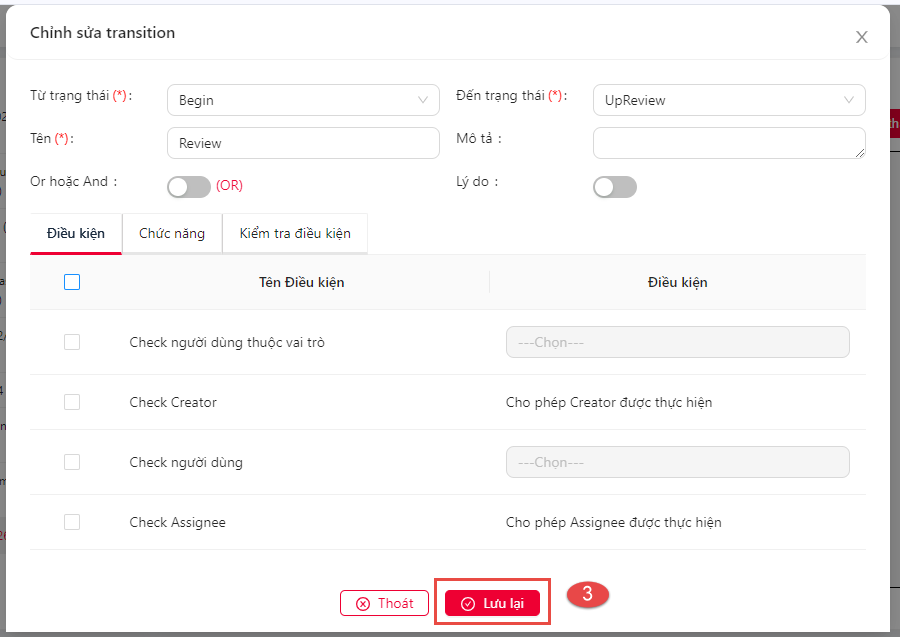 Chỉnh sửa transition
X
Từ trạng thái (*) :
Begin
Đến trạng thái (*) :
UpReview
Tên (*) :
Review
Mô tả :
Or hoặc And :
(OR)
Lý do :
Điều kiện
Chức năng
Kiểm tra điều kiện
Tên Điều kiện
Điều kiện
Check người dùng thuộc vai trò
---Chọn---
Check Creator
Cho phép Creator được thực hiện
Check người dùng
---Chọn---
Check Assignee
Cho phép Assignee được thực hiện
Thoát
Lưu lại
3